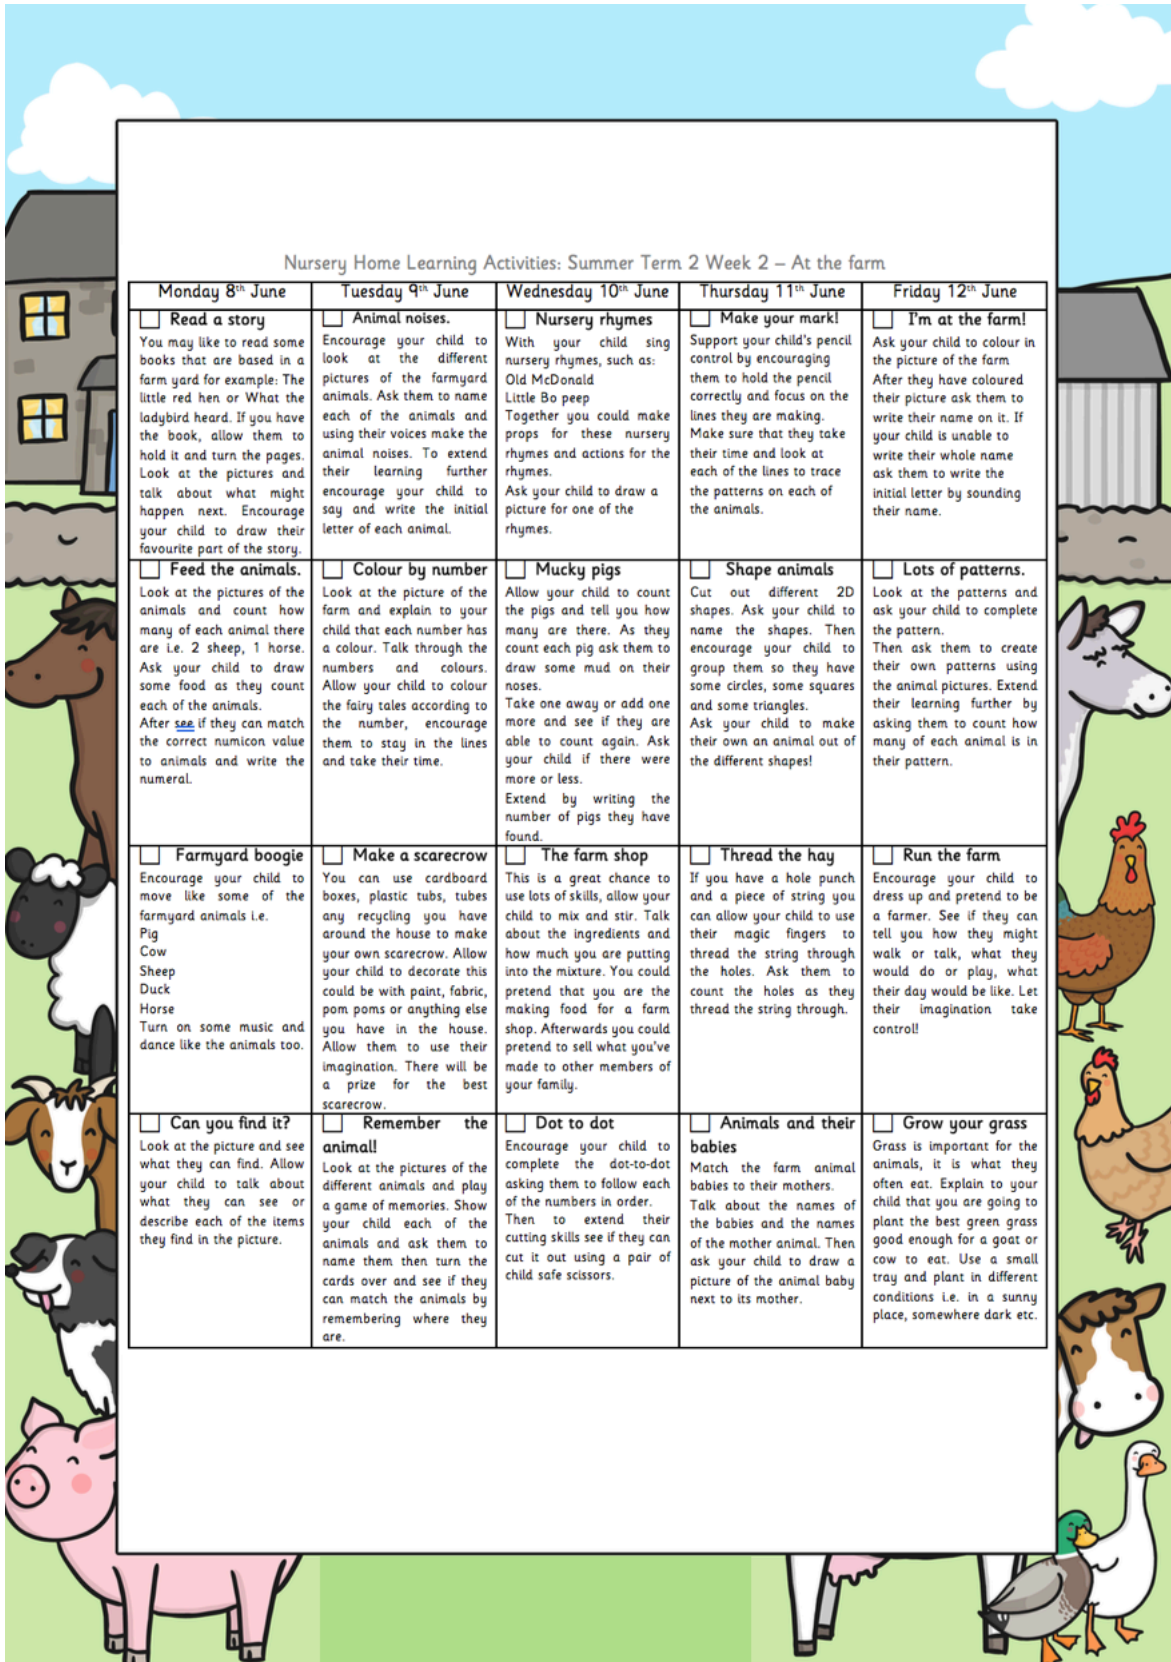 Nursery Home Learning Activities: Summer Term 2 Week 2 – At the farm
Monday 8th June
Tuesday 9th June
Wednesday 10th June
Thursday 11th June
Friday 12th June
Read a story
You may like to read some
books that are based in a
farm yard for example: The
little red hen or What the
ladybird heard. If you have
the book, allow them to
hold it and turn the pages.
Look at the pictures and
talk about what might
happen next. Encourage
your child to draw their
favourite part of the story.
Animal noises.
Encourage your child to
look at the different
pictures of the farmyard
animals. Ask them to name
each of the animals and
using their voices make the
animal noises. To extend
their learning further
encourage your child to
say and write the initial
letter of each animal.
Nursery rhymes
With your child sing
nursery rhymes, such as:
Old McDonald
Little Bo peep
Together you could make
props for these nursery
rhymes and actions for the
rhymes.
Ask your child to draw a
picture for one of the
rhymes.
Make your mark!
Support your child's pencil
control by encouraging
them to hold the pencil
correctly and focus on the
lines they are making.
Make sure that they take
their time and look at
each of the lines to trace
the patterns on each of
the animals.
I'm at the farm!
Ask your child to colour in
the picture of the farm
After they have coloured
their picture ask them to
write their name on it. If
your child is unable to
write their whole name
ask them to write the
initial letter by sounding
their name.
Feed the animals.
Look at the pictures of the
animals and count how
many of each animal there
are i.e. 2 sheep, 1 horse.
Ask your child to draw
some food as they count
each of the animals.
After see if they can match
the correct numicon value
to animals and write the
numeral.
Colour by number
Look at the picture of the
farm and explain to your
child that each number has
a colour. Talk through the
numbers and colours.
Allow your child to colour
the fairy tales according to
the number, encourage
them to stay in the lines
and take their time.
Mucky pigs
Allow your child to count
the pigs and tell you how
many are there. As they
count each pig ask them to
draw some mud on their
noses.
Take one away or add one
more and see if they are
able to count again. Ask
your child if there were
more or less.
Extend by writing the
number of pigs they have
found.
Shape animals
Cut out different 2D
shapes. Ask your child to
name the shapes. Then
encourage your child to
group them so they have
some circles, some squares
and some triangles.
Ask your child to make
their own an animal out of
the different shapes!
Lots of patterns.
Look at the patterns and
ask your child to complete
the pattern.
Then ask them to create
their own patterns using
the animal pictures. Extend
their learning further by
asking them to count how
many of each animal is in
their pattern.
Farmyard boogie
Encourage your child to
move like some of the
farmyard animals i.e.
Pig
Cow
Sheep
Duck
Horse
Turn on some music and
dance like the animals too.
Make a scarecrow
You can use cardboard
boxes, plastic tubs, tubes
any recycling you have
around the house to make
your own scarecrow. Allow
your child to decorate this
could be with paint, fabric,
pom poms or anything else
you have in the house.
Allow them to use their
imagination. There will be
a prize for the best
scarecrow.
The farm shop
This is a great chance to
use lots of skills, allow your
child to mix and stir. Talk
about the ingredients and
how much you are putting
into the mixture. You could
pretend that you are the
making food for a farm
shop. Afterwards you could
pretend to sell what you've
made to other members of
your family.
Thread the hay
If you have a hole punch
and a piece of string you
can allow your child to use
their magic fingers to
thread the string through
the holes. Ask them to
count the holes as they
thread the string through.
Run the farm
Encourage your child to
dress up and pretend to be
a farmer. See if they can
tell you how they might
walk or talk, what they
would do or play, what
their day would be like. Let
their imagination take
control!
Can you find it?
Look at the picture and see
what they can find. Allow
your child to talk about
what they can see or
describe each of the items
they find in the picture.
Remember the
animal!
Look at the pictures of the
different animals and play
a game of memories. Show
your child each of the
animals and ask them to
name them then turn the
cards over and see if they
can match the animals by
remembering where they
are.
Dot to dot
Encourage your child to
complete the dot-to-dot
asking them to follow each
of the numbers in order.
Then to extend their
cutting skills see if they can
cut it out using a pair of
child safe scissors.
Animals and their
babies
Match the farm animal
babies to their mothers.
Talk about the names of
the babies and the names
of the mother animal. Then
ask your child to draw a
picture of the animal baby
next to its mother.
Grow your grass
Grass is important for the
animals, it is what they
often eat. Explain to your
child that you are going to
plant the best green grass
good enough for a goat or
cow to eat. Use a small
tray and plant in different
conditions i.e. in a sunny
place, somewhere dark etc.